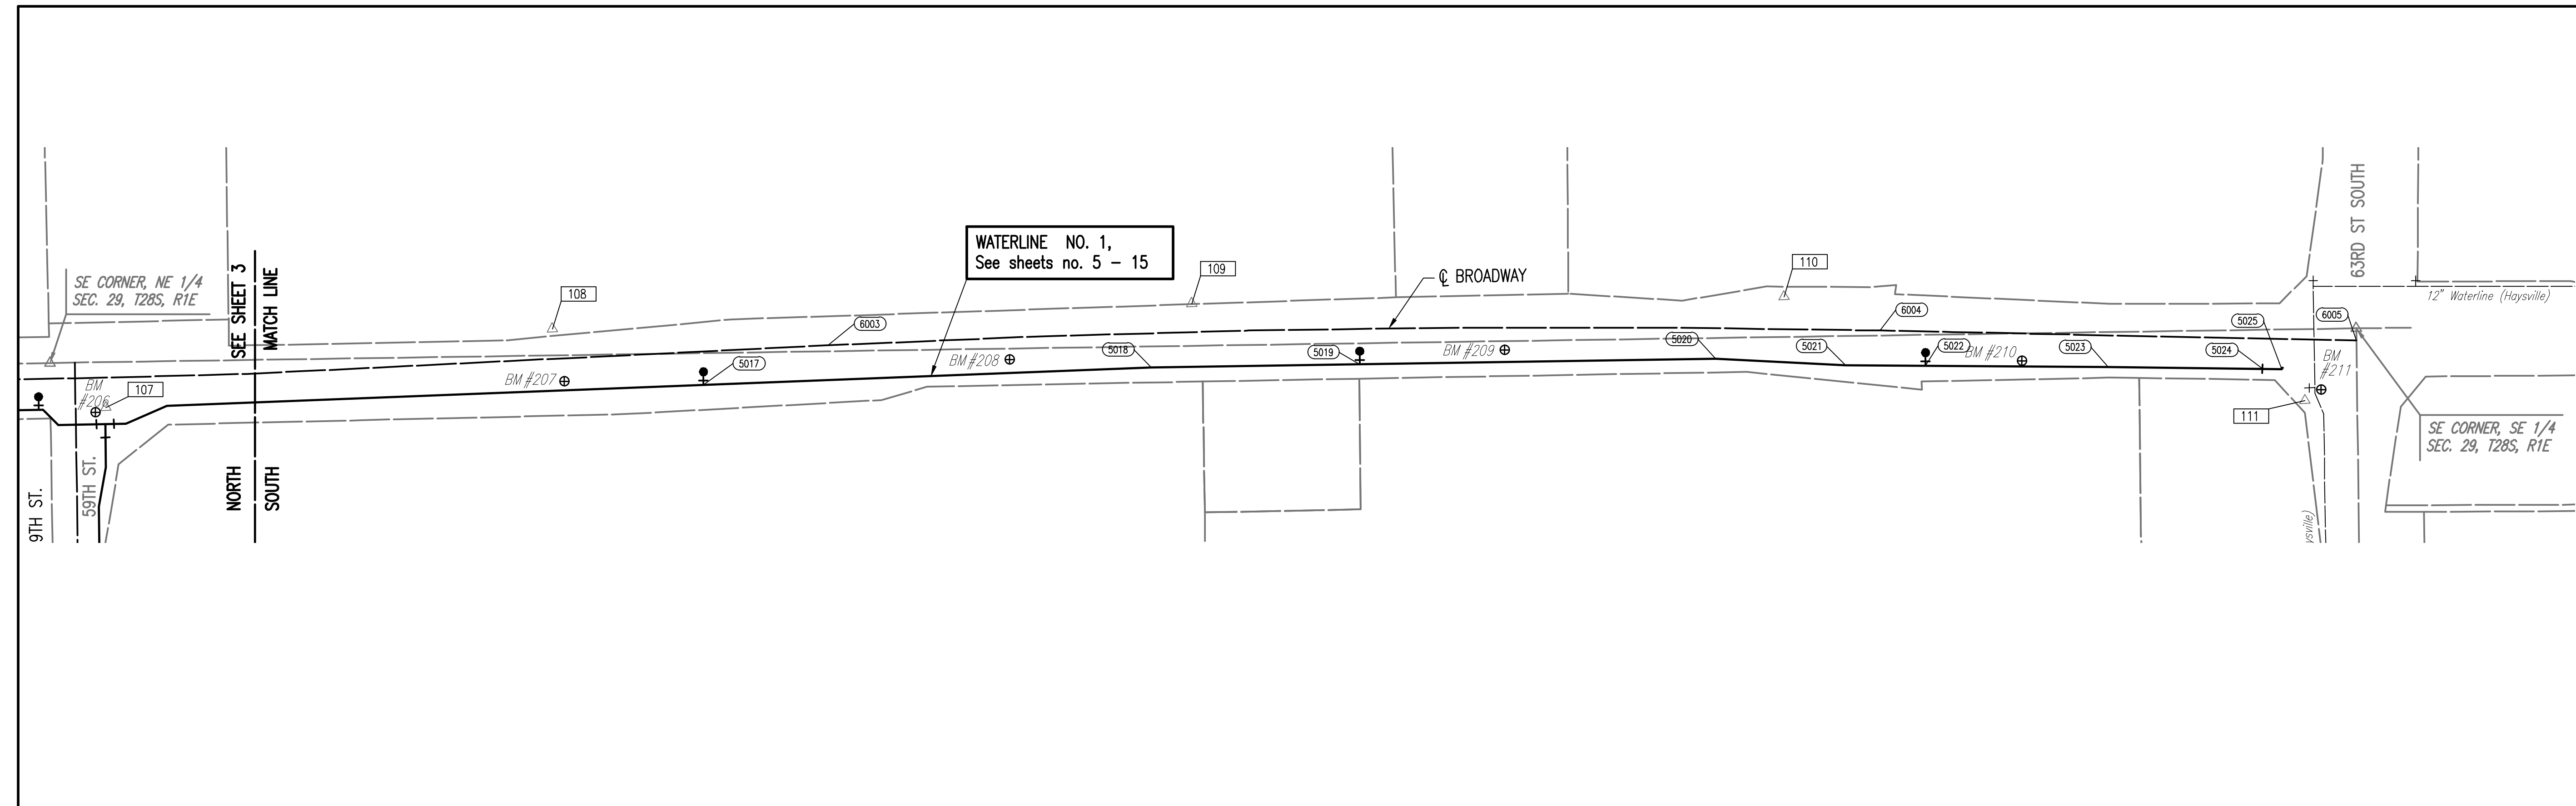 SE CORNER, NE 1/4
SEC. 29, T28S, R1E
SEE SHEET 3
MATCH LINE
NORTH
SOUTH
BM
#206
107
9TH ST.
59TH ST.
108
BM #207
5017
6003
WATERLINE NO. 1,
See sheets no. 5 - 15
BM #208
109
5018
5019
℄ BROADWAY
BM #209
5020
110
6004
5021
5022
BM #210
5023
5024
5025
6005
63RD ST SOUTH
12" Waterline (Haysville)
BM
#211
111
SE CORNER, SE 1/4
SEC. 29, T28S, R1E
ysville)